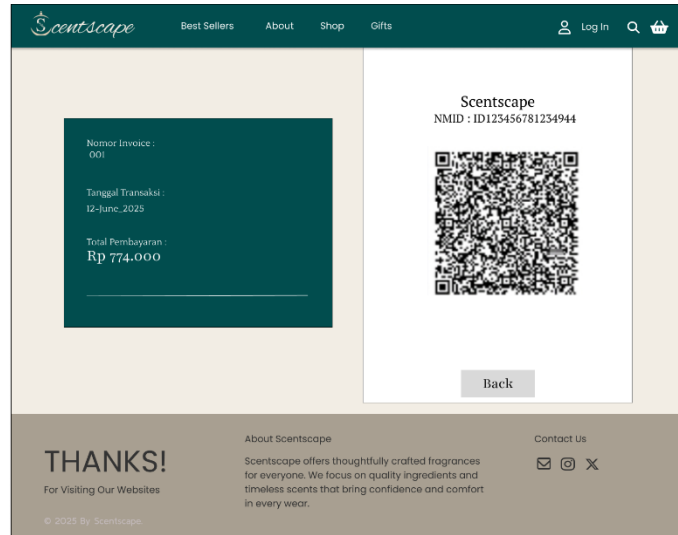 Scentscape
Best Sellers
About
Shop
Gifts
Log In
Nomor Invoice :
001
Tanggal Transaksi :
12-June_2025
Total Pembayaran :
Rp 774.000
Scentscape
NMID : ID123456781234944
Back
THANKS!
For Visiting Our Websites
© 2025 By Scentscape.
About Scentscape
Scentscape offers thoughtfully crafted fragrances
for everyone. We focus on quality ingredients and
timeless scents that bring confidence and comfort
in every wear.
Contact Us